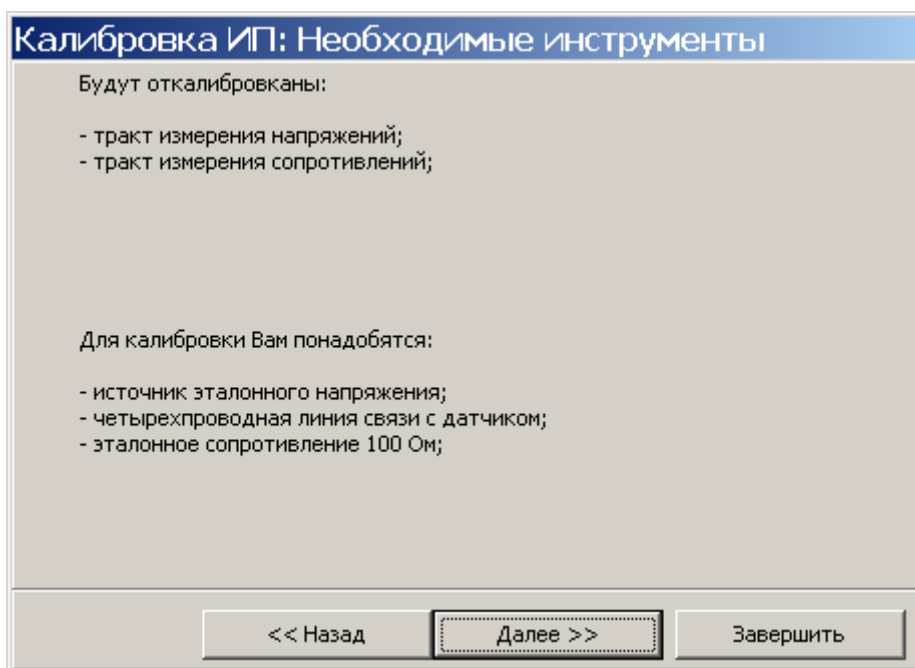 Калибровка ИП: Необходимые инструменты
Будут откалибровканы:
- тракт измерения напряжений;
- тракт измерения сопротивлений;
Для калибровки Вам понадобятся:
- источник эталонного напряжения;
- четырехпроводная линия связи с датчиком;
- эталонное сопротивление 100 Ом;
<< Назад
Далее >>
Завершить